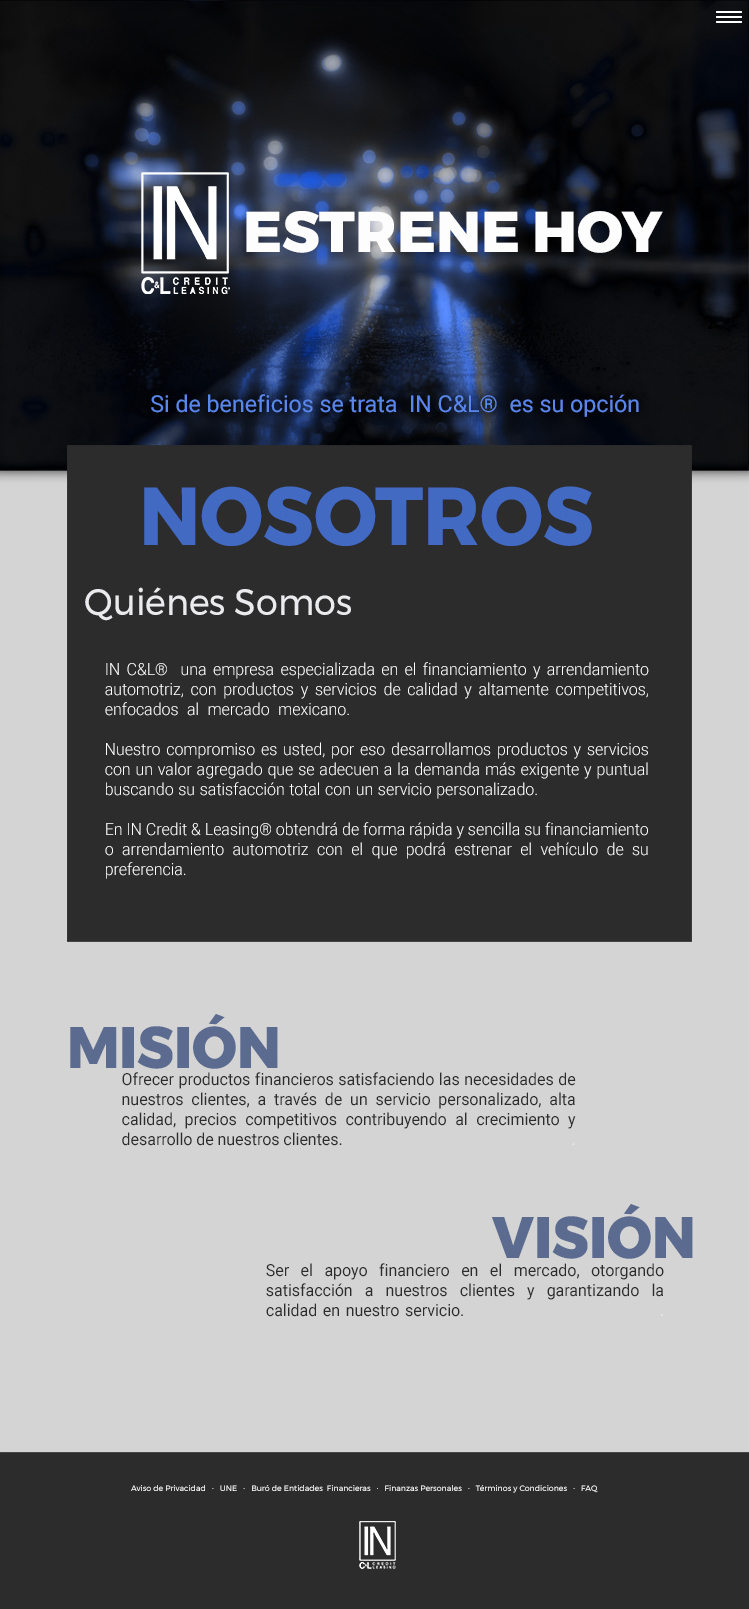 IN
C&L CREDIT
LEASING®
ESTRENE HOY
Si de beneficios se trata IN C&L® es su opción
NOSOTROS
Quiénes Somos
IN C&L® una empresa especializada en el financiamiento y arrendamiento
automotriz, con productos y servicios de calidad y altamente competitivos,
enfocados al mercado mexicano.
Nuestro compromiso es usted, por eso desarrollamos productos y servicios
con un valor agregado que se adecuen a la demanda más exigente y puntual
buscando su satisfacción total con un servicio personalizado.
En IN Credit & Leasing® obtendrá de forma rápida y sencilla su financiamiento
o arrendamiento automotriz con el que podrá estrenar el vehículo de su
preferencia.
MISIÓN
Ofrecer productos financieros satisfaciendo las necesidades de
nuestros clientes, a través de un servicio personalizado, alta
calidad, precios competitivos contribuyendo al crecimiento y
desarrollo de nuestros clientes.
VISIÓN
Ser el apoyo financiero en el mercado, otorgando
satisfacción a nuestros clientes y garantizando la
calidad en nuestro servicio.
Aviso de Privacidad - UNE - Buró de Entidades Financieras - Finanzas Personales - Términos y Condiciones - FAQ
IN
C&L CREDIT
LEASING